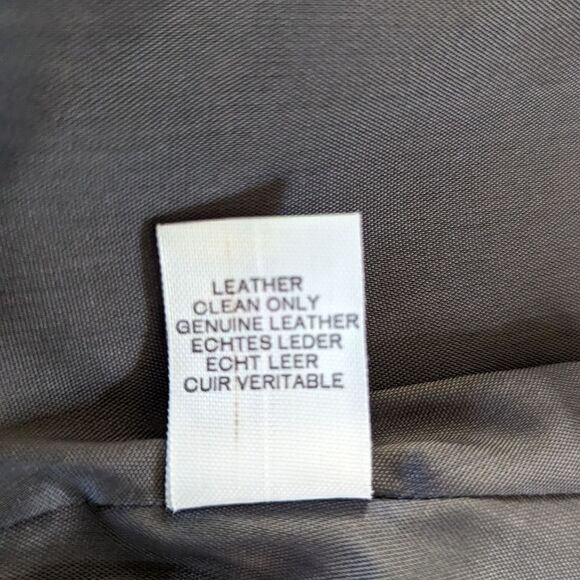 LEATHER
CLEAN ONLY
GENUINE LEATHER
ECHTES LEDER
ECHT LEER
CUIR VERITABLE